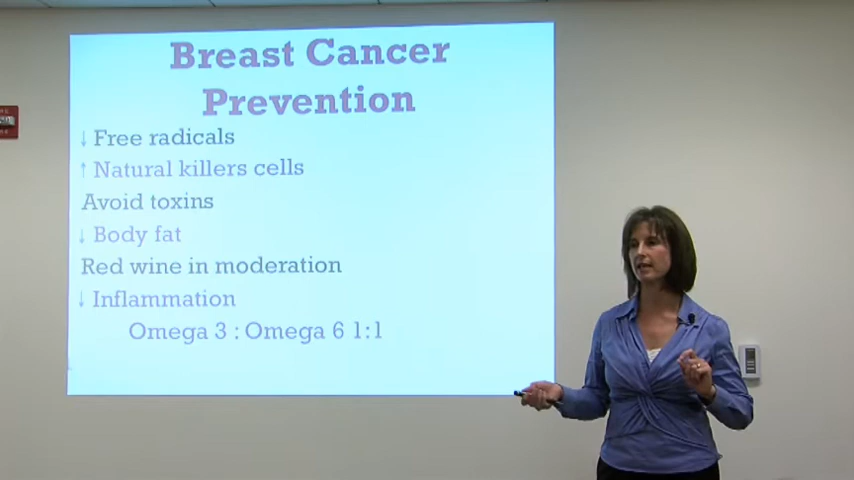 Breast Cancer
Prevention
↓ Free radicals
↑ Natural killers cells
Avoid toxins
↓ Body fat
Red wine in moderation
↓ Inflammation
Omega 3 : Omega 6 1:1